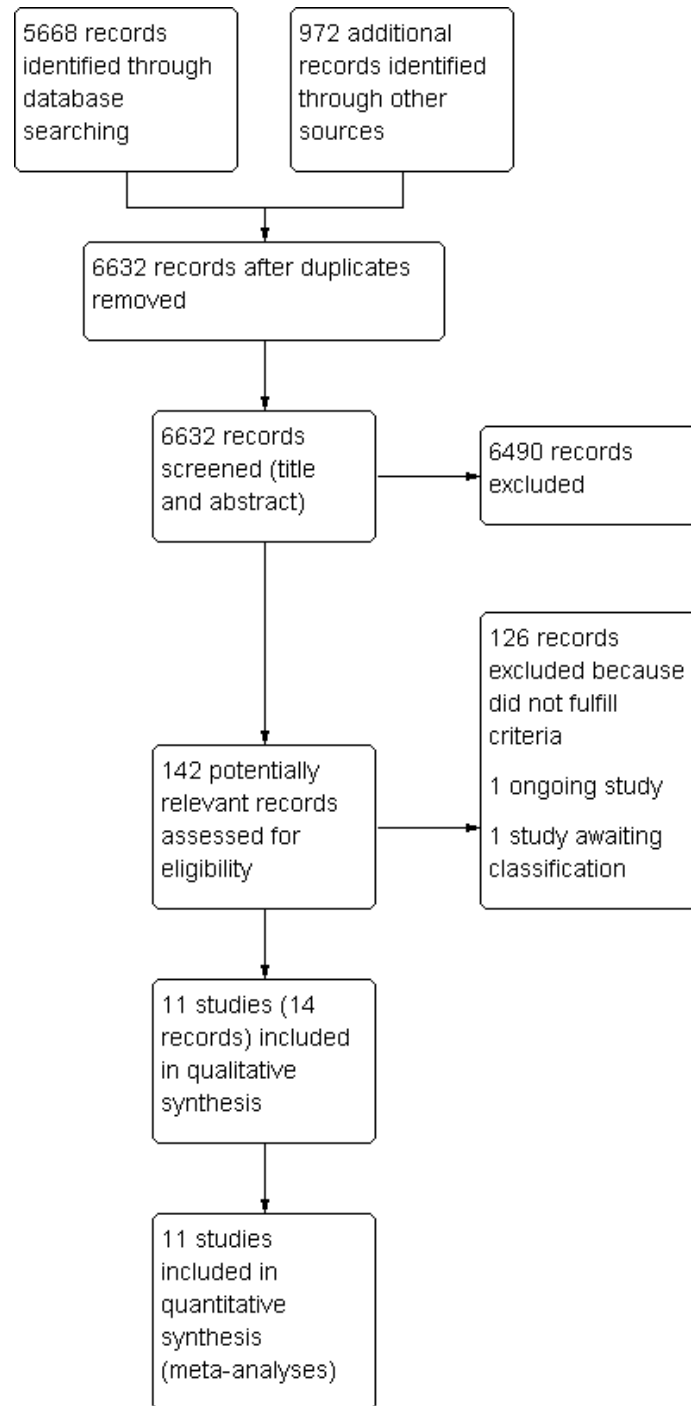 5668 records
identified through
database
searching
972 additional
records identified
through other
sources
6632 records after duplicates
removed
6632 records
screened (title
and abstract)
6490 records
excluded
126 records
excluded because
did not fulfill
criteria
1 ongoing study
1 study awaiting
classification
142 potentially
relevant records
assessed for
eligibility
11 studies (14
records) included
in qualitative
synthesis
11 studies
included in
quantitative
synthesis
(meta-analyses)